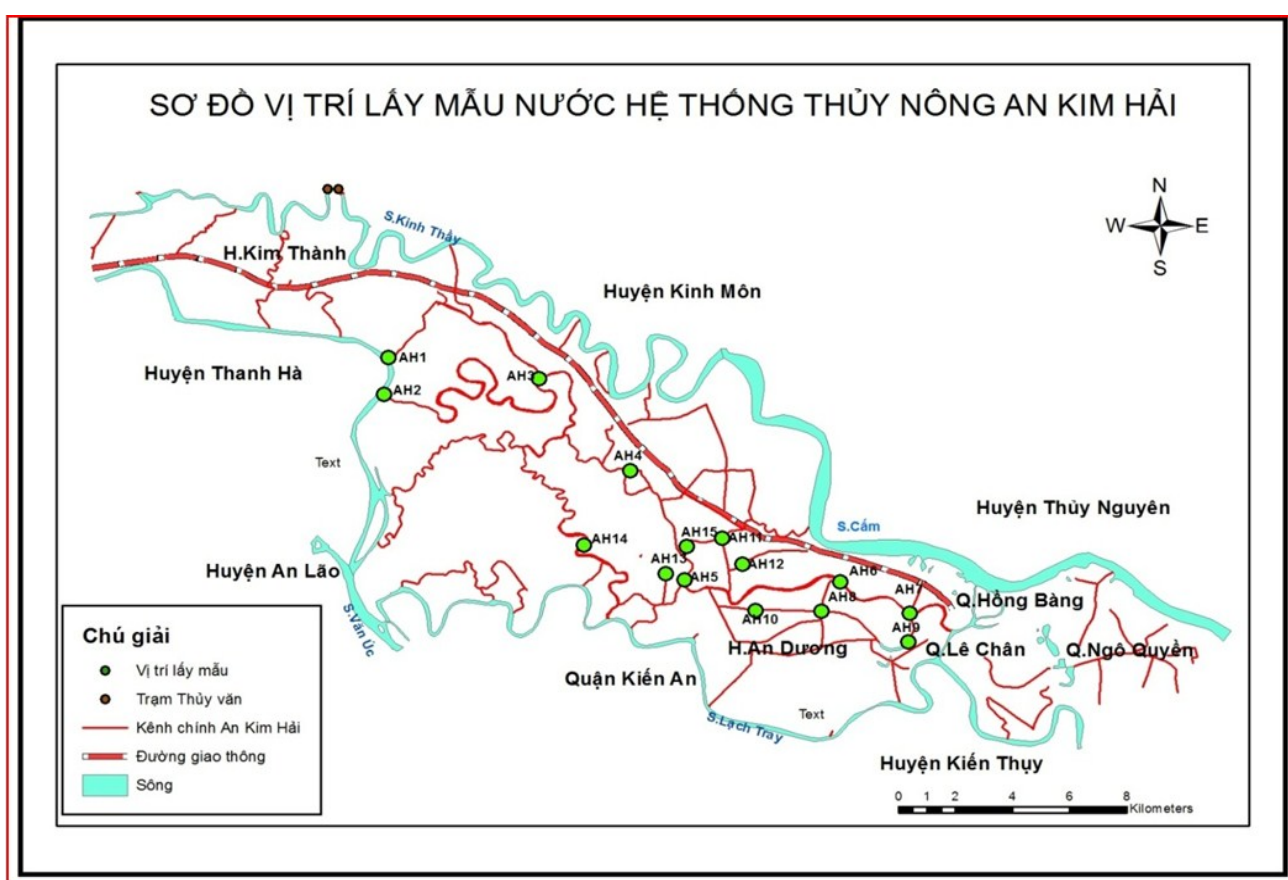 SƠ ĐỒ VỊ TRÍ LẤY MẪU NƯỚC HỆ THỐNG THỦY NÔNG AN KIM HẢI
N
W E
S
S.Kinh Thầy
H.Kim Thành
Huyện Kinh Môn
AH1
Huyện Thanh Hà
AH3
AH2
AH4
Text
Huyện Thủy Nguyên
S.Cấm
AH15
AH11
AH14
AH12
Huyện An Lão
AH13
AH5
AH6
AH7
Q.Hồng Bàng
AH8
AH10
AH9
S.Văn Úc
H.An Dương
Q.Lê Chân
Q.Ngô Quyền
Quận Kiến An
S.Lạch Tray
Text
Huyện Kiến Thụy
Chú giải
Vị trí lấy mẫu
Trạm Thủy văn
Kênh chính An Kim Hải
Đường giao thông
Sông
0 1 2 4 6 8
Kilometers